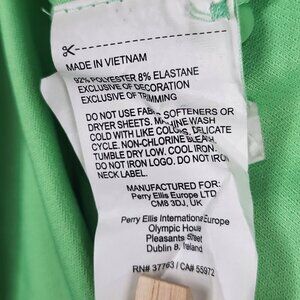 MADE IN VIETNAM
92% POLYESTER 8% ELASTANE
EXCLUSIVE OF DECORATION
EXCLUSIVE OF TRIMMING
DO NOT USE FABRIC SOFTENERS OR
DRYER SHEETS. MACHINE WASH
COLD WITH LIKE COLORS, DELICATE
CYCLE. NON-CHLORINE BLEACH.
TUMBLE DRY LOW. COOL IRON.
DO NOT IRON LOGO. DO NOT IRON
NECK LABEL.
MANUFACTURED FOR:
Perry Ellis Europe LTD
CM8 3DJ, UK
Perry Ellis International Europe
Olympic House
Pleasants Street
Dublin 8, Ireland
RN# 37763 / CA# 55972